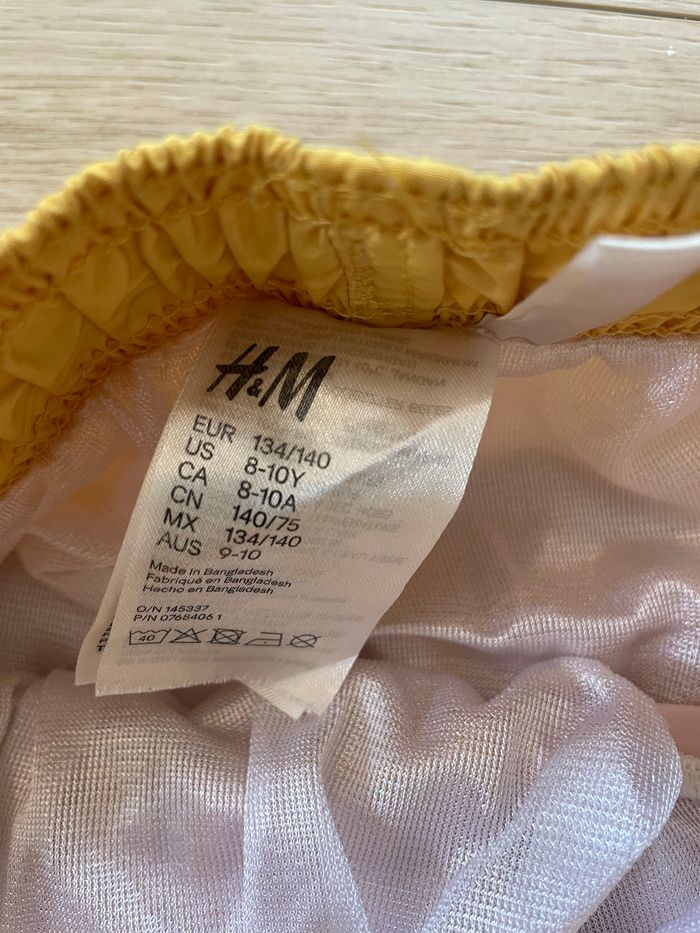 H&M
EUR 134/140
US 8-10Y
CA 8-10A
CN 140/75
MX 134/140
AUS 9-10
Made in Bangladesh
Fabriqué en Bangladesh
Hecho en Bangladesh
O/N 145337
P/N 0768406 1
40